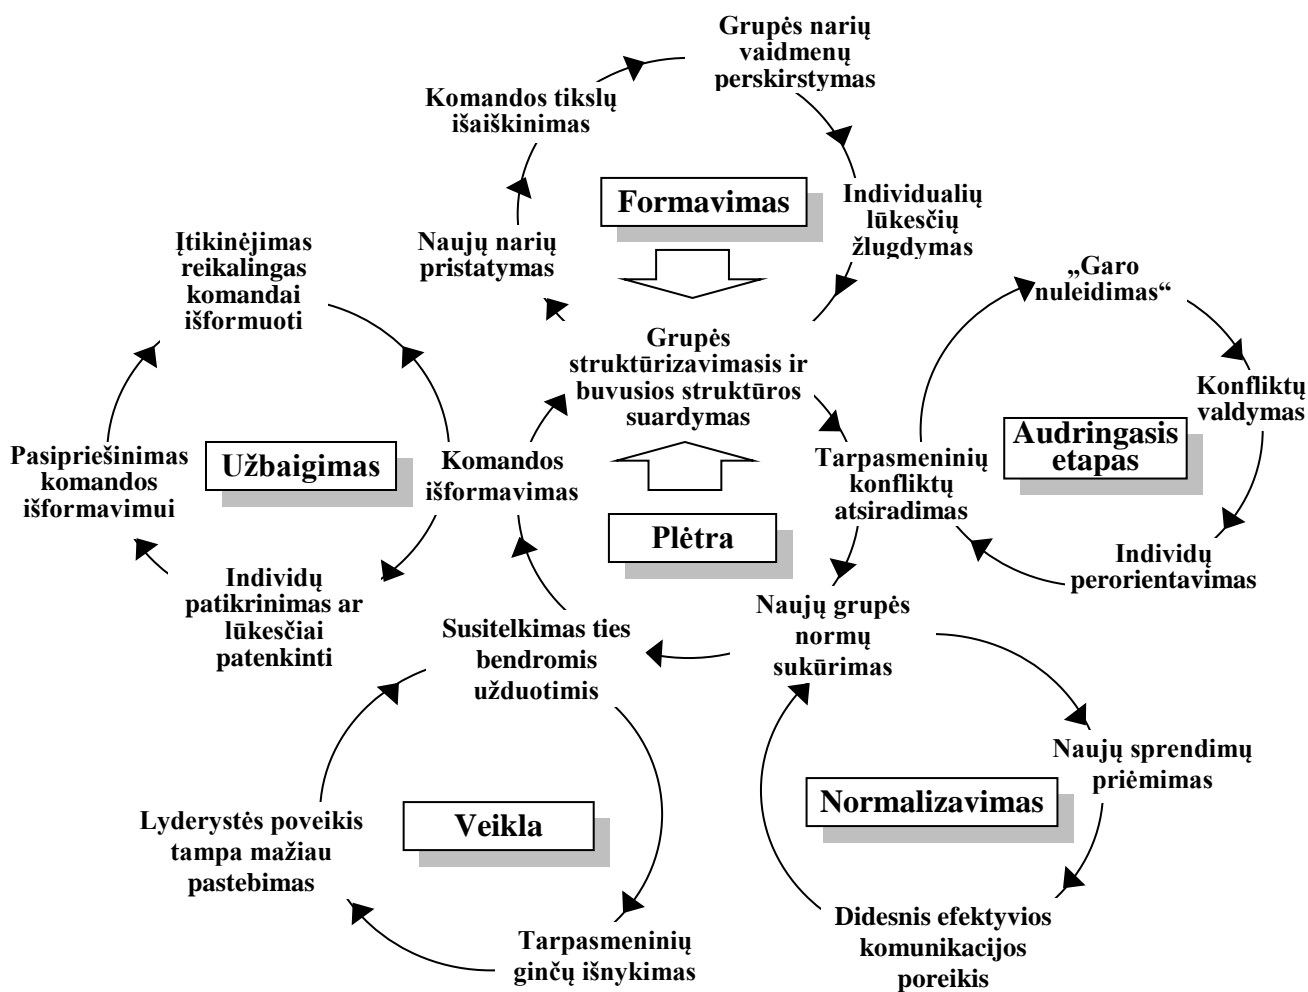 Grupės narių
vaidmenų
perskirstymas
Komandos tikslų
išaiškinimas
Formavimas
Individualių
lūkesčių
žlugdymas
Naujų narių
pristatymas
Įtikinėjimas
reikalingas
komandai
išformuoti
„Garo
nuleidimas“
Grupės
struktūrizavimasis ir
buvusios struktūros
suardymas
Konfliktų
valdymas
Audringasis
etapas
Pasipriešinimas
komandos
išformavimui
Užbaigimas
Komandos
išformavimas
Tarpasmeninių
konfliktų
atsiradimas
Plėtra
Individų
perorientavimas
Individų
patikrinimas ar
lūkesčiai
patenkinti
Naujų grupės
normų
sukūrimas
Susitelkimas ties
bendromis
užduotimis
Naujų sprendimų
priėmimas
Normalizavimas
Veikla
Lyderystės poveikis
tampa mažiau
pastebimas
Didesnis efektyvios
komunikacijos
poreikis
Tarpasmeninių
ginčų išnykimas